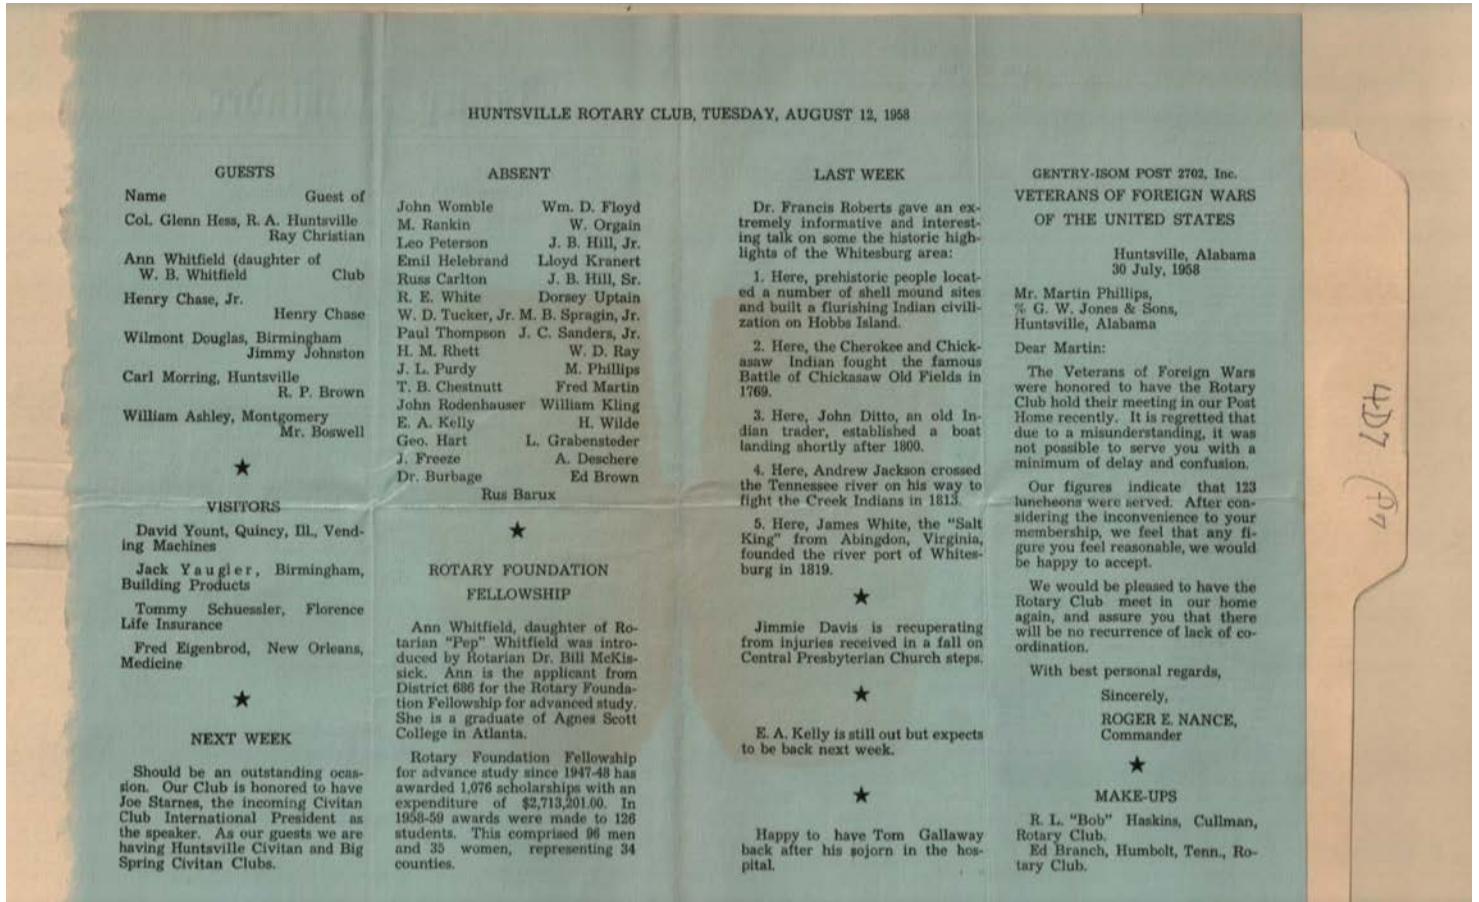 HUNTSVILLE ROTARY CLUB, TUESDAY, AUGUST 12, 1958
GUESTS
Name Guest of
Col. Glenn Hess, R. A. Huntsville
Ray Christian
Ann Whitfield (daughter of
W. B. Whitfield Club
Henry Chase, Jr.
Henry Chase
Wilmont Douglas, Birmingham
Jimmy Johnston
Carl Morring, Huntsville
R. P. Brown
William Ashley, Montgomery
Mr. Boswell
★
VISITORS
David Yount, Quincy, Ill., Vend-
ing Machines
Jack Yaugier, Birmingham,
Building Products
Tommy Schuessler, Florence
Life Insurance
Fred Eigenbrod, New Orleans,
Medicine
★
NEXT WEEK
Should be an outstanding ocas-
sion. Our Club is honored to have
Joe Starnes, the incoming Civitan
Club International President as
the speaker. As our guests we are
having Huntsville Civitan and Big
Spring Civitan Clubs.
ABSENT
John Womble Wm. D. Floyd
M. Rankin W. Orgain
Leo Peterson J. B. Hill, Jr.
Emil Helebrand Lloyd Kranert
Russ Carlton J. B. Hill, Sr.
R. E. White Dorsey Uptain
W. D. Tucker, Jr. M. B. Spragin, Jr.
Paul Thompson J. C. Sanders, Jr.
H. M. Rhett W. D. Ray
J. L. Purdy M. Phillips
T. B. Chestnutt Fred Martin
John Rodenhauser William Kling
E. A. Kelly H. Wilde
Geo. Hart L. Grabensteder
J. Freeze A. Deschere
Dr. Burbage Ed Brown
Rus Barux
★
ROTARY FOUNDATION
FELLOWSHIP
Ann Whitfield, daughter of Ro-
tarian "Pep" Whitfield was intro-
duced by Rotarian Dr. Bill McKis-
sick. Ann is the applicant from
District 686 for the Rotary Founda-
tion Fellowship for advanced study.
She is a graduate of Agnes Scott
College in Atlanta.
Rotary Foundation Fellowship
for advance study since 1947-48 has
awarded 1,076 scholarships with an
expenditure of $2,713,201.00. In
1958-59 awards were made to 126
students. This comprised 96 men
and 35 women, representing 34
counties.
LAST WEEK
Dr. Francis Roberts gave an ex-
tremely informative and interest-
ing talk on some the historic high-
lights of the Whitesburg area:
1. Here, prehistoric people locat-
ed a number of shell mound sites
and built a flurishing Indian civili-
zation on Hobbs Island.
2. Here, the Cherokee and Chick-
asaw Indian fought the famous
Battle of Chickasaw Old Fields in
1769.
3. Here, John Ditto, an old In-
dian trader, established a boat
landing shortly after 1800.
4. Here, Andrew Jackson crossed
the Tennessee river on his way to
fight the Creek Indians in 1813.
5. Here, James White, the "Salt
King" from Abingdon, Virginia,
founded the river port of Whites-
burg in 1819.
★
Jimmie Davis is recuperating
from injuries received in a fall on
Central Presbyterian Church steps.
★
E. A. Kelly is still out but expects
to be back next week.
★
Happy to have Tom Gallaway
back after his sojorn in the hos-
pital.
GENTRY-ISOM POST 2702, Inc.
VETERANS OF FOREIGN WARS
OF THE UNITED STATES
Huntsville, Alabama
30 July, 1958
Mr. Martin Phillips,
% G. W. Jones & Sons,
Huntsville, Alabama
Dear Martin:
The Veterans of Foreign Wars
were honored to have the Rotary
Club hold their meeting in our Post
Home recently. It is regretted that
due to a misunderstanding, it was
not possible to serve you with a
minimum of delay and confusion.
Our figures indicate that 123
luncheons were served. After con-
sidering the inconvenience to your
membership, we feel that any fi-
gure you feel reasonable, we would
be happy to accept.
We would be pleased to have the
Rotary Club meet in our home
again, and assure you that there
will be no recurrence of lack of co-
ordination.
With best personal regards,
Sincerely,
ROGER E. NANCE,
Commander
★
MAKE-UPS
R. L. "Bob" Haskins, Cullman,
Rotary Club.
Ed Branch, Humbolt, Tenn., Ro-
tary Club.